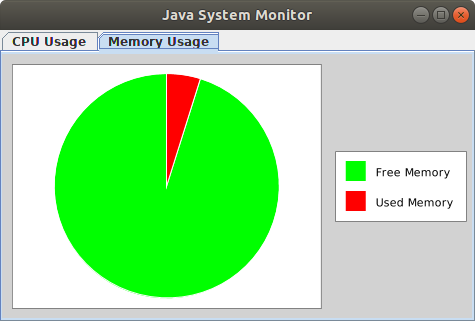 Java System Monitor
CPU Usage
Memory Usage
Free Memory
Used Memory